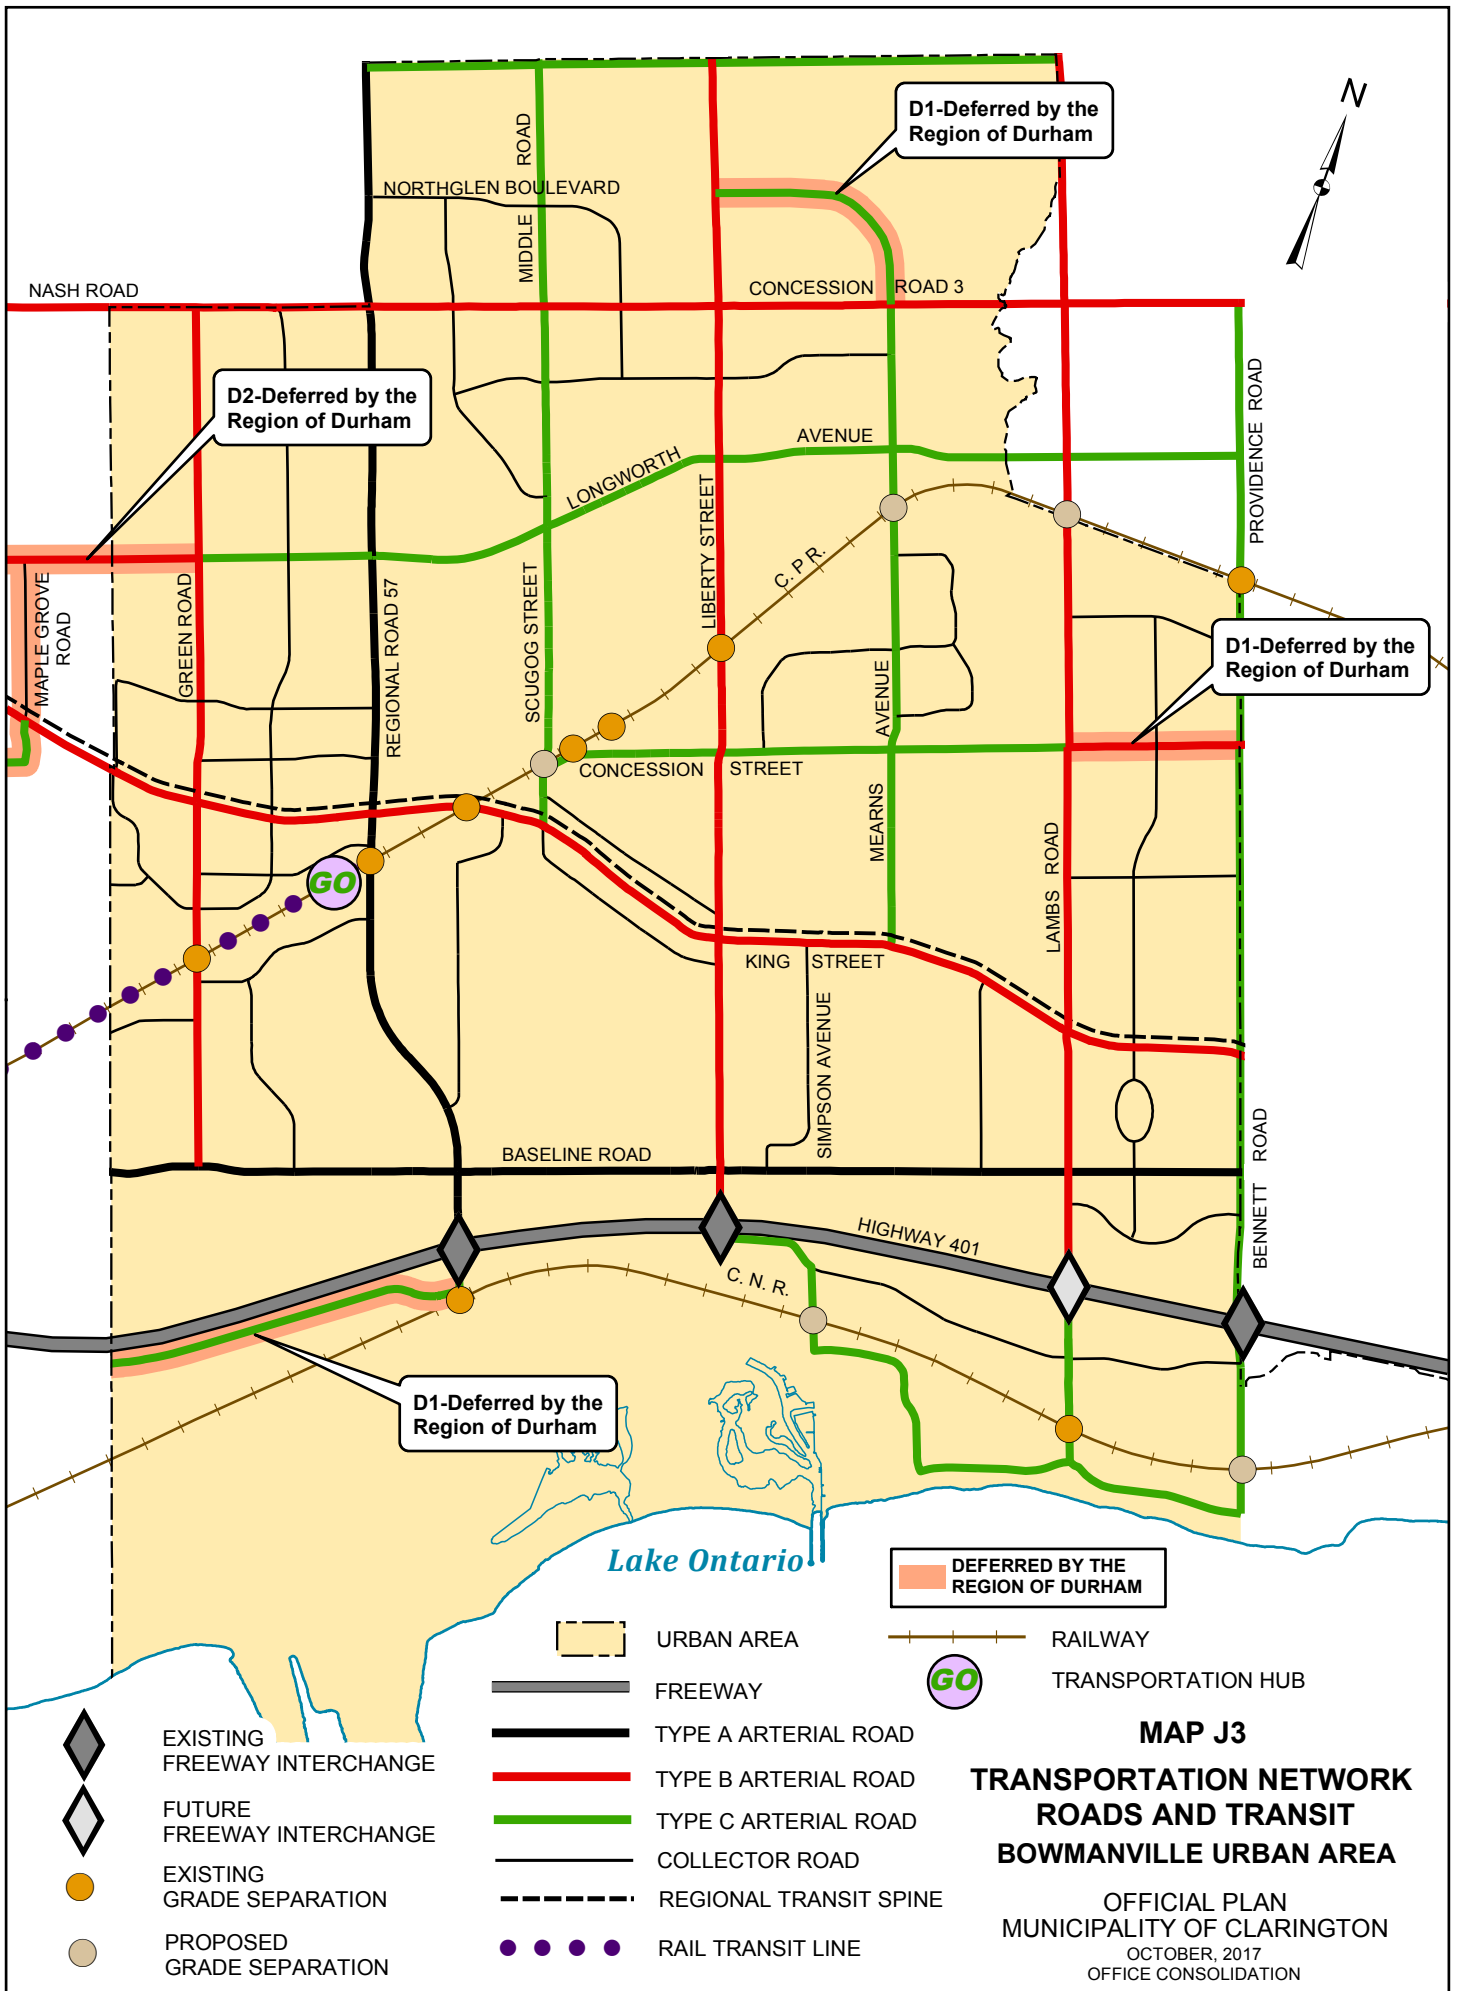 N
D1-Deferred by the
Region of Durham
ROAD
NORTHGLEN BOULEVARD
MIDDLE
NASH ROAD
CONCESSION
ROAD 3
D2-Deferred by the
Region of Durham
PROVIDENCE ROAD
AVENUE
LONGWORTH
LIBERTY STREET
C. P.R.
MAPLE GROVE
ROAD
GREEN ROAD
REGIONAL ROAD 57
SCUGOG STREET
D1-Deferred by the
Region of Durham
AVENUE
CONCESSION
STREET
MEARNS
LAMBS ROAD
GO
KING
STREET
SIMPSON AVENUE
BASELINE ROAD
BENNETT ROAD
HIGHWAY 401
C. N. R.
D1-Deferred by the
Region of Durham
Lake Ontario
DEFERRED BY THE
REGION OF DURHAM
URBAN AREA
RAILWAY
FREEWAY
GO
TRANSPORTATION HUB
EXISTING
FREEWAY INTERCHANGE
TYPE A ARTERIAL ROAD
TYPE B ARTERIAL ROAD
FUTURE
FREEWAY INTERCHANGE
TYPE C ARTERIAL ROAD
COLLECTOR ROAD
EXISTING
GRADE SEPARATION
REGIONAL TRANSIT SPINE
PROPOSED
GRADE SEPARATION
RAIL TRANSIT LINE
MAP J3
TRANSPORTATION NETWORK
ROADS AND TRANSIT
BOWMANVILLE URBAN AREA
OFFICIAL PLAN
MUNICIPALITY OF CLARINGTON
OCTOBER, 2017
OFFICE CONSOLIDATION